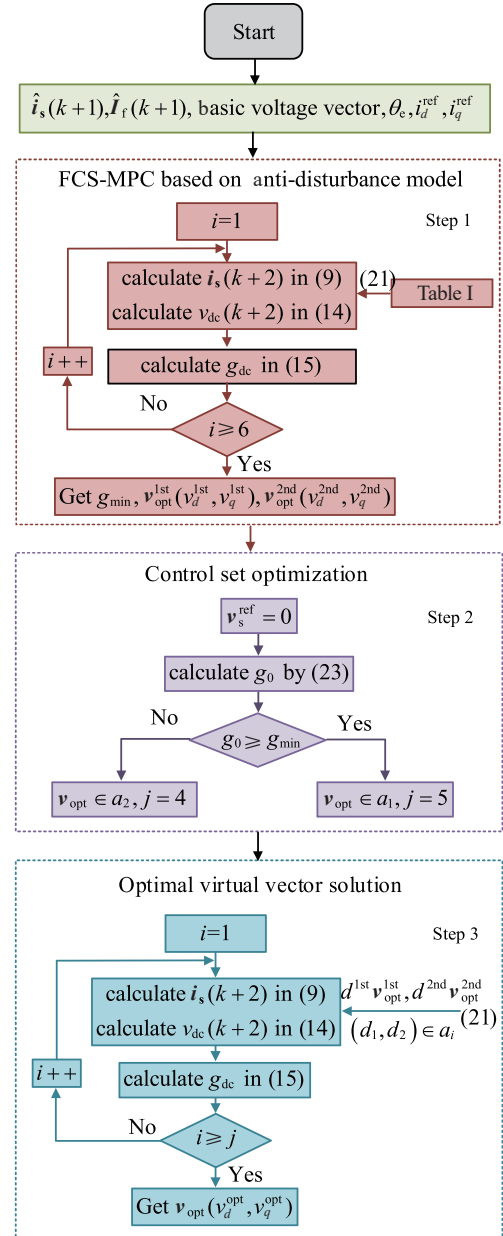 Start
î_s(k+1), Î_f(k+1), basic voltage vector, θ_e, i_d^ref, i_q^ref
FCS-MPC based on anti-disturbance model
Step 1
i=1
calculate i_s(k+2) in (9)
calculate v_dc(k+2) in (14)
(21)
Table I
calculate g_dc in (15)
i++
No
i≥6
Yes
Get g_min, v_opt^1st(v_d^1st, v_q^1st), v_opt^2nd(v_d^2nd, v_q^2nd)
Control set optimization
Step 2
v_s^ref = 0
calculate g_0 by (23)
No
Yes
g_0 ≥ g_min
v_opt ∈ a_2, j = 4
v_opt ∈ a_1, j = 5
Optimal virtual vector solution
Step 3
i=1
calculate i_s(k+2) in (9)
calculate v_dc(k+2) in (14)
d^1st v_opt^1st, d^2nd v_opt^2nd
(d_1, d_2) ∈ a_i
(21)
calculate g_dc in (15)
i++
No
i ≥ j
Yes
Get v_opt(v_d^opt, v_q^opt)